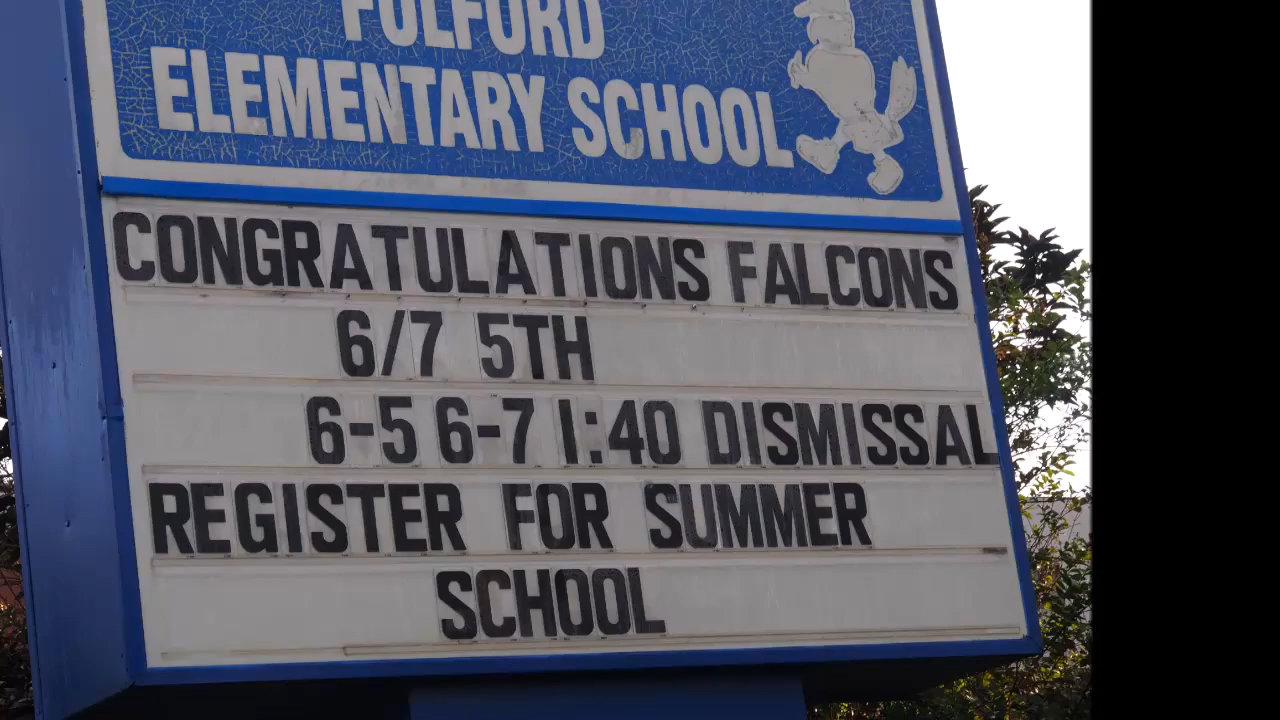 FULFORD
ELEMENTARY SCHOOL
CONGRATULATIONS FALCONS
6/7 5TH
6-5 6-7 1:40 DISMISSAL
REGISTER FOR SUMMER
SCHOOL